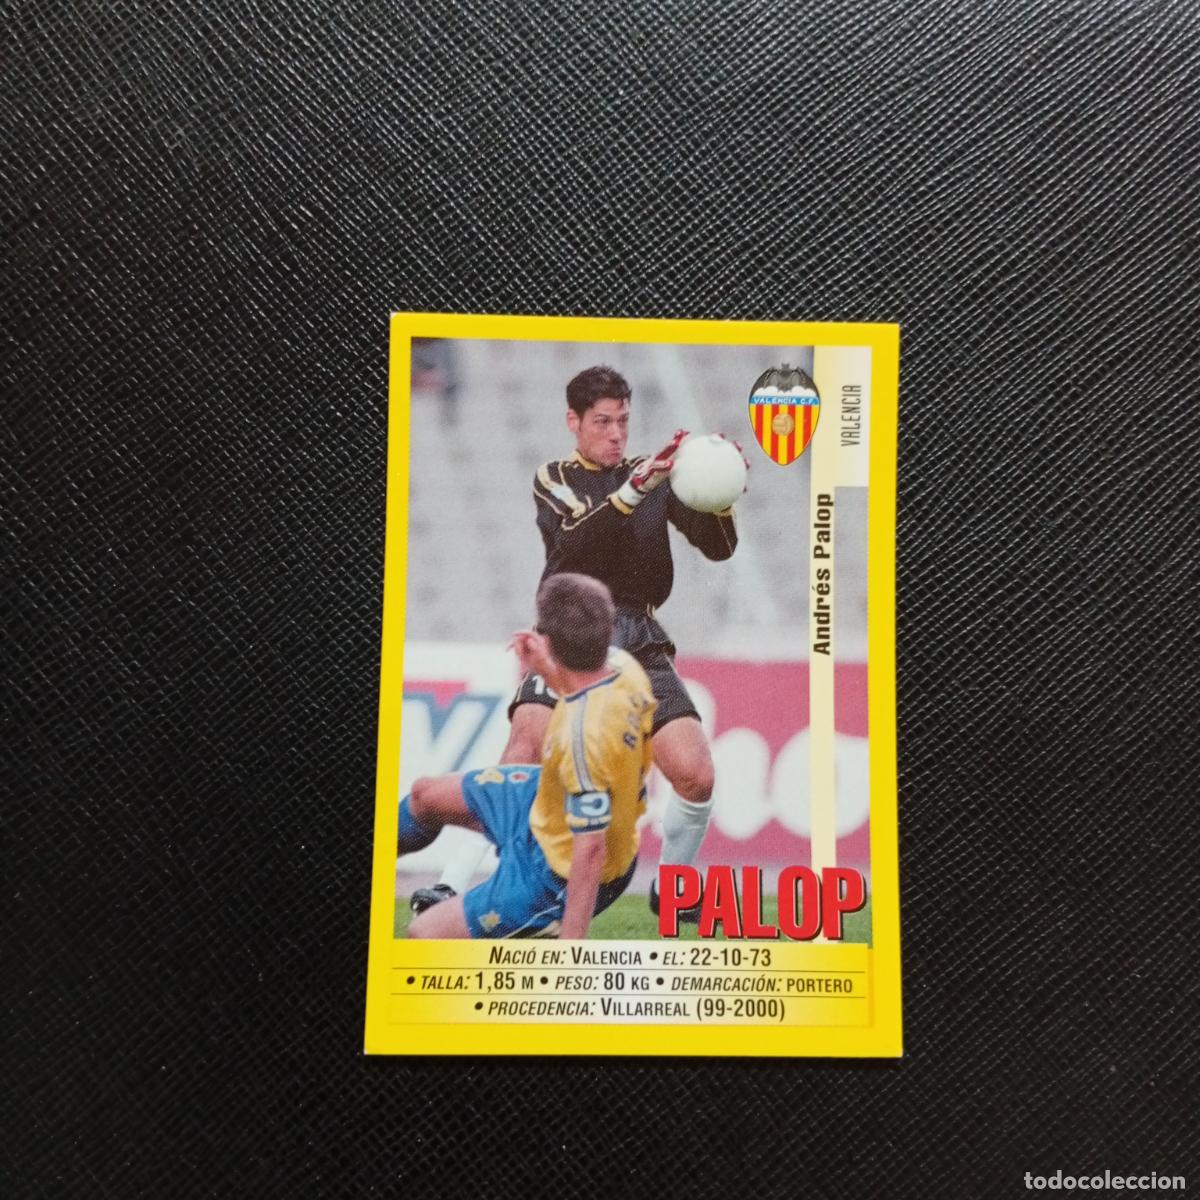 VALENCIA C.F.
VALENCIA
Andrés Palop
PALOP
NACIÓ EN: VALENCIA • EL: 22-10-73
• TALLA: 1,85 M • PESO: 80 KG • DEMARCACIÓN: PORTERO
• PROCEDENCIA: VILLARREAL (99-2000)
todocoleccion